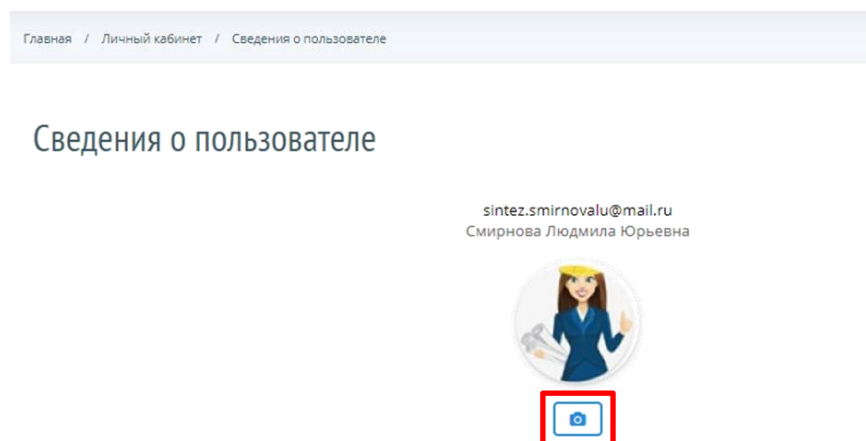 Главная / Личный кабинет / Сведения о пользователе
Сведения о пользователе
sintez.smirnovalu@mail.ru
Смирнова Людмила Юрьевна